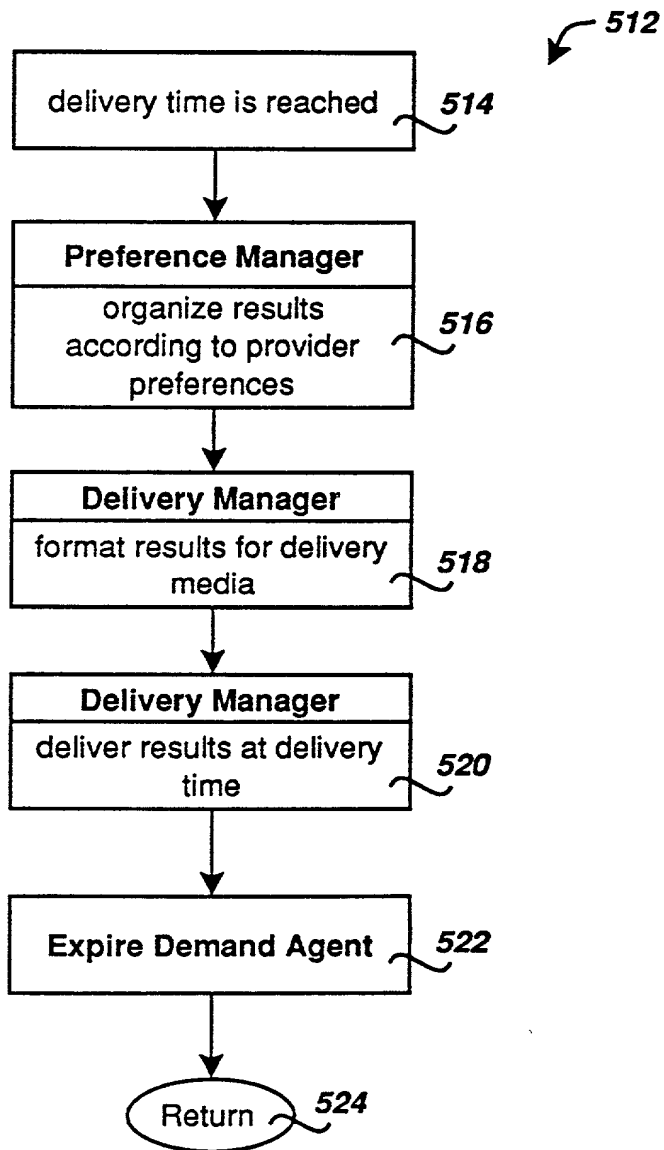 512
delivery time is reached
514
Preference Manager
organize results
according to provider
preferences
516
Delivery Manager
format results for delivery
media
518
Delivery Manager
deliver results at delivery
time
520
Expire Demand Agent
522
Return
524